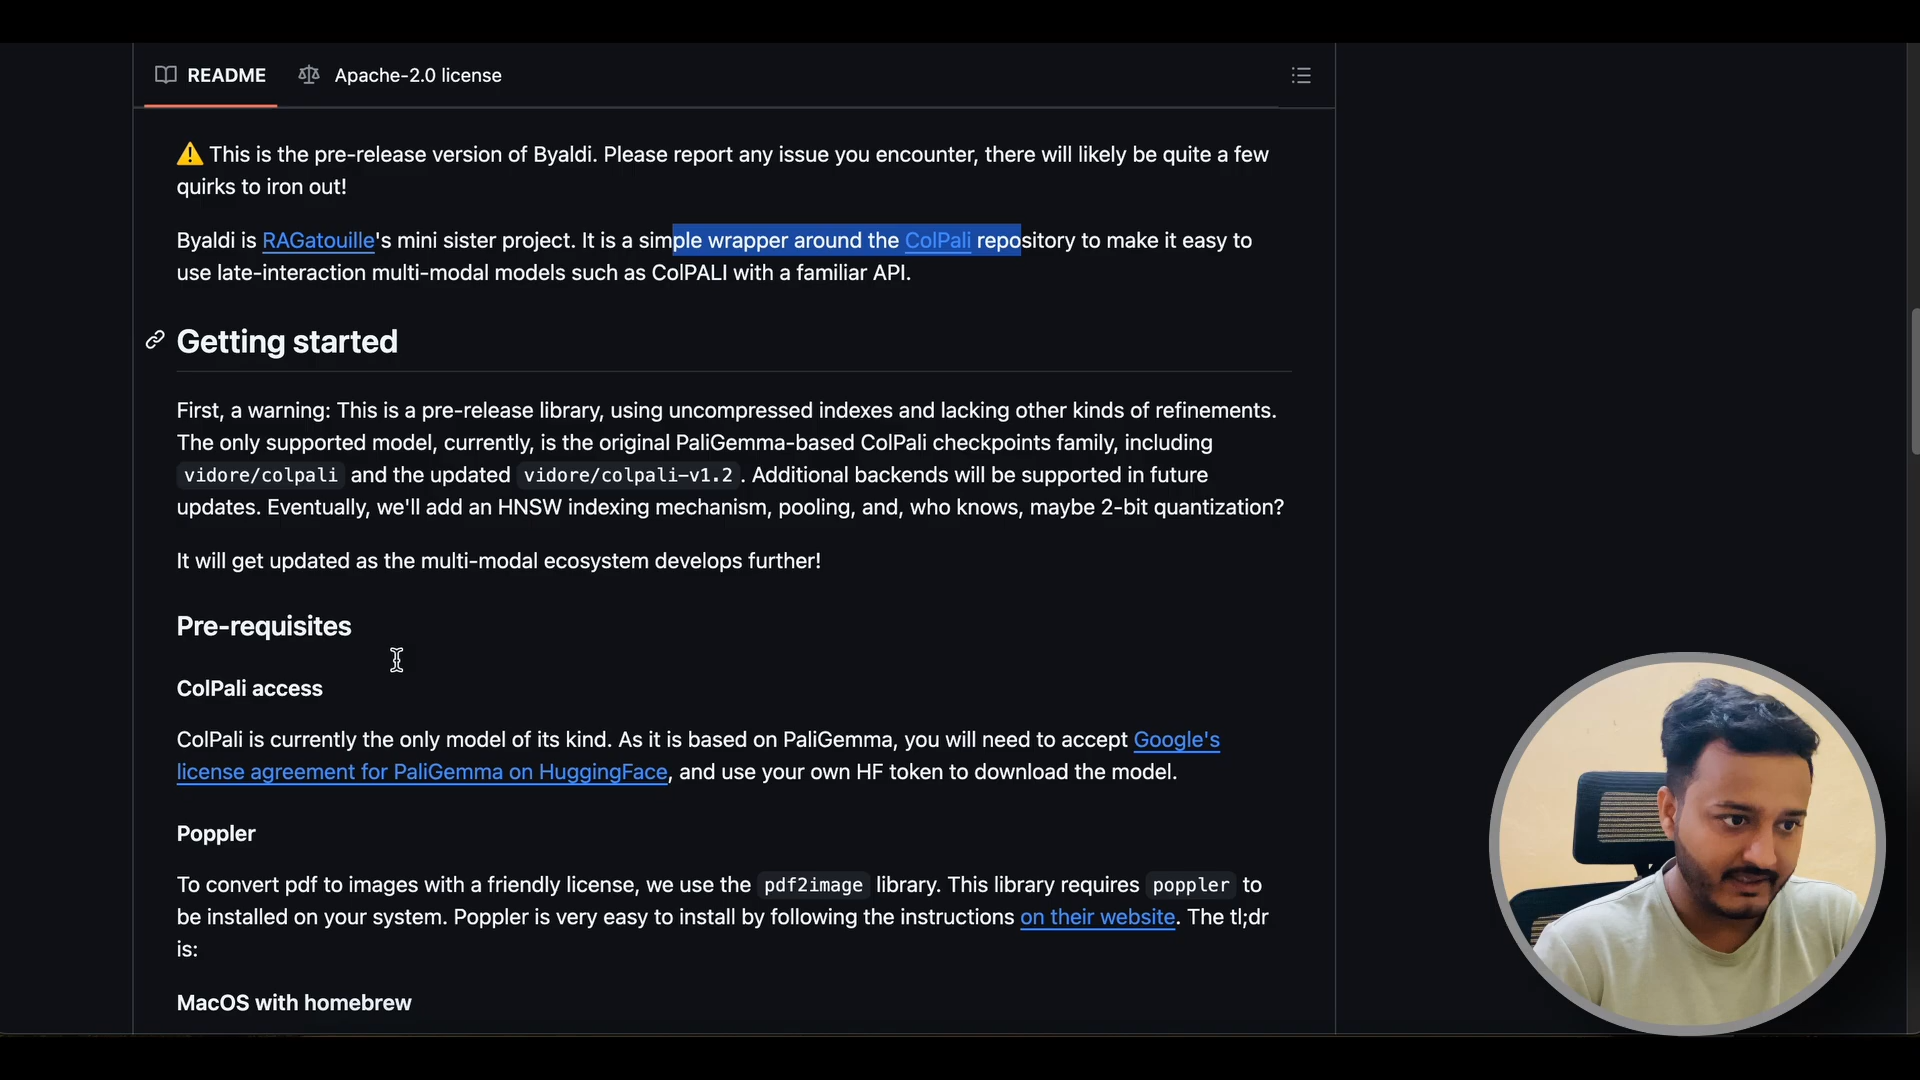 README Apache-2.0 license
⚠️ This is the pre-release version of Byaldi. Please report any issue you encounter, there will likely be quite a few
quirks to iron out!
Byaldi is RAGatouille's mini sister project. It is a simple wrapper around the ColPali repository to make it easy to
use late-interaction multi-modal models such as ColPALI with a familiar API.
Getting started
First, a warning: This is a pre-release library, using uncompressed indexes and lacking other kinds of refinements.
The only supported model, currently, is the original PaliGemma-based ColPali checkpoints family, including
vidore/colpali and the updated vidore/colpali-v1.2. Additional backends will be supported in future
updates. Eventually, we'll add an HNSW indexing mechanism, pooling, and, who knows, maybe 2-bit quantization?
It will get updated as the multi-modal ecosystem develops further!
Pre-requisites
ColPali access
ColPali is currently the only model of its kind. As it is based on PaliGemma, you will need to accept Google's
license agreement for PaliGemma on HuggingFace, and use your own HF token to download the model.
Poppler
To convert pdf to images with a friendly license, we use the pdf2image library. This library requires poppler to
be installed on your system. Poppler is very easy to install by following the instructions on their website. The tl;dr
is:
MacOS with homebrew